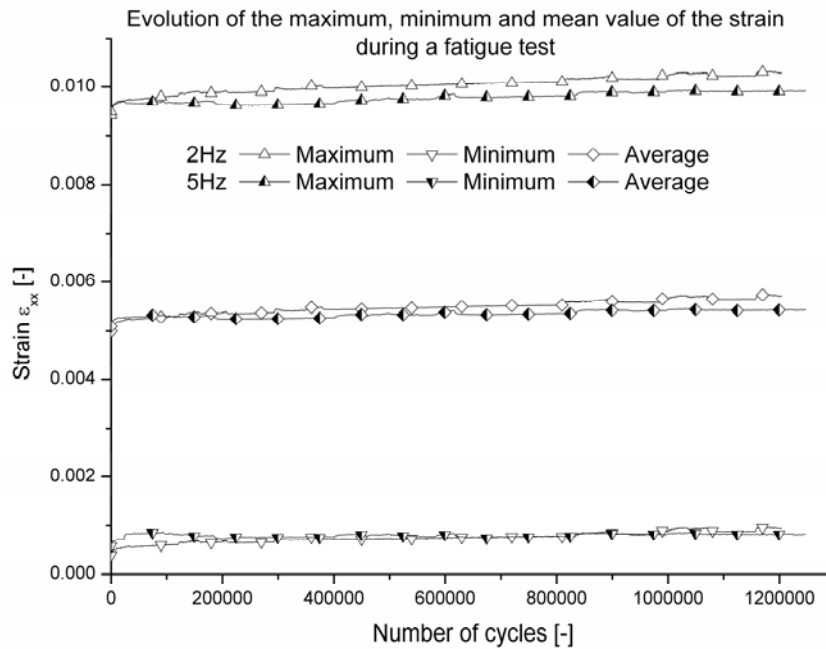 Evolution of the maximum, minimum and mean value of the strain
during a fatigue test
0.010
0.008
0.006
0.004
0.002
0.000
Strain εxx [-]
2Hz Maximum Minimum Average
5Hz Maximum Minimum Average
0 200000 400000 600000 800000 1000000 1200000
Number of cycles [-]